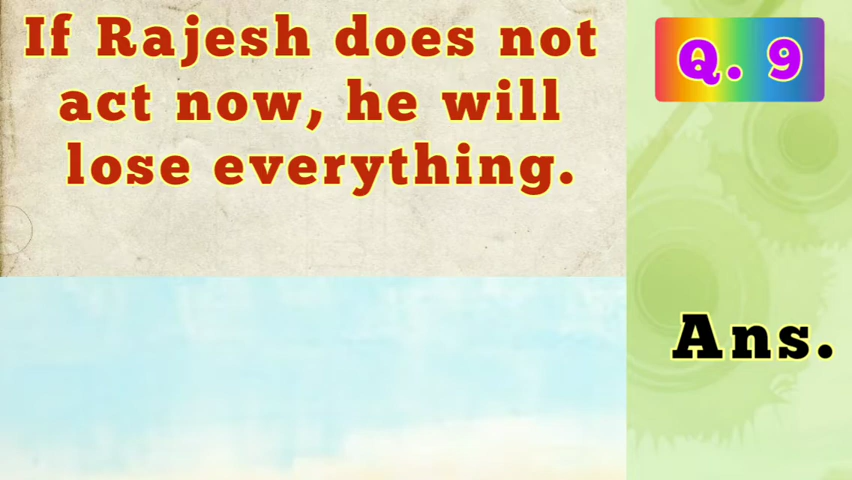 If Rajesh does not
act now, he will
lose everything.
Q. 9
Ans.